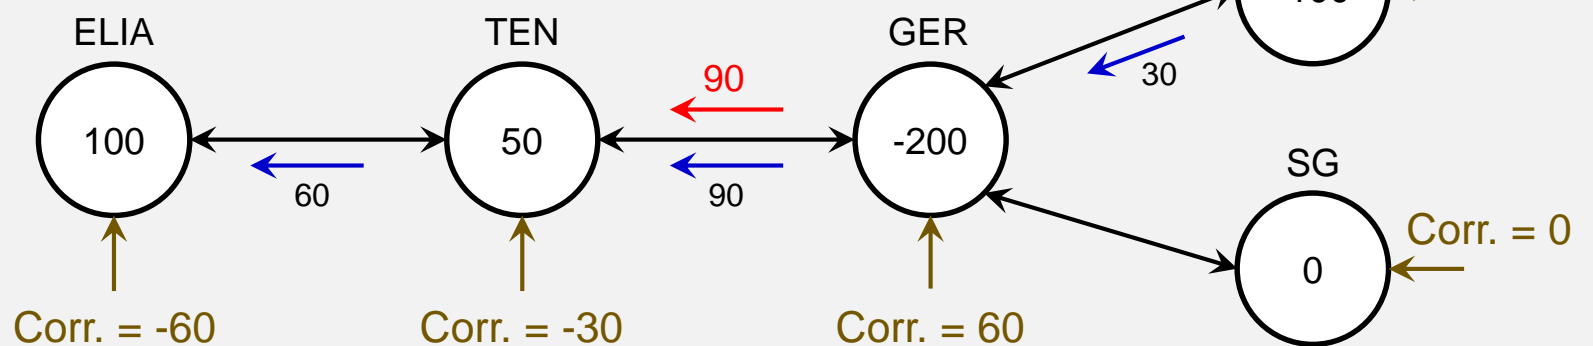 ELIA
TEN
GER
90
30
100
50
-200
60
90
SG
Corr. = 0
0
Corr. = -60
Corr. = -30
Corr. = 60